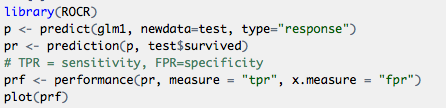 library(ROCR)
p <- predict(glm1, newdata=test, type="response")
pr <- prediction(p, test$survived)
# TPR = sensitivity, FPR=specificity
prf <- performance(pr, measure = "tpr", x.measure = "fpr")
plot(prf)